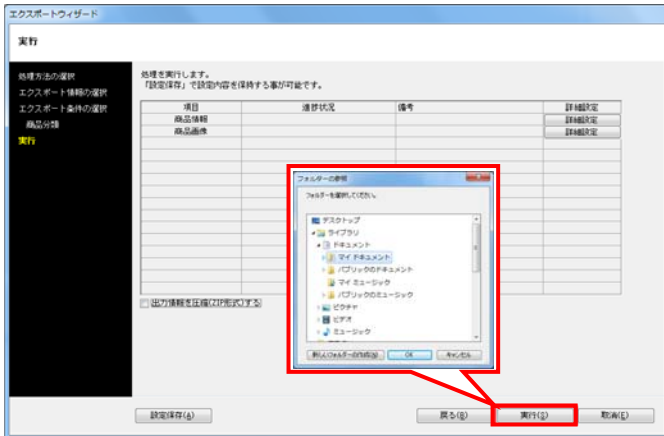 エクスポートウィザード
実行
処理方法の選択
エクスポート情報の選択
エクスポート条件の選択
商品分類
実行
処理を実行します。
「設定保存」で設定内容を保持する事が可能です。
項目 進捗状況 備考 詳細設定
商品情報 詳細設定
商品画像 詳細設定
フォルダーの参照
フォルダーを選択してください。
デスクトップ
ライブラリ
ドキュメント
マイ ドキュメント
パブリックのドキュメント
マイ ミュージック
パブリックのミュージック
ピクチャ
ビデオ
ミュージック
新しいフォルダーの作成(N) OK キャンセル
出力情報を圧縮(ZIP形式)する
設定保存(A) 戻る(B) 実行(S) 取消(E)